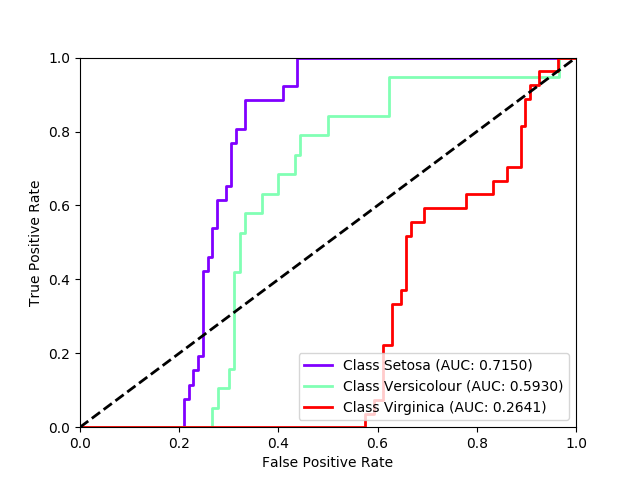 1.0
0.8
0.6
0.4
0.2
0.0
True Positive Rate
Class Setosa (AUC: 0.7150)
Class Versicolour (AUC: 0.5930)
Class Virginica (AUC: 0.2641)
0.0 0.2 0.4 0.6 0.8 1.0
False Positive Rate